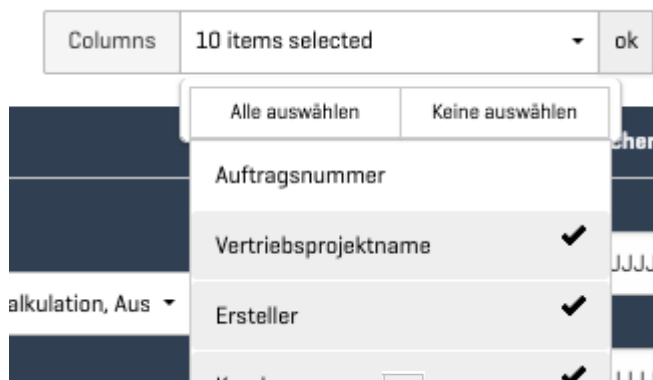 Columns 10 items selected ok
Alle auswählen Keine auswählen
Auftragsnummer
Vertriebsprojektname
alkulation, Aus
Ersteller